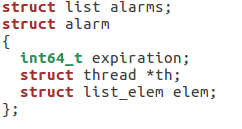 struct list alarms;
struct alarm
{
  int64_t expiration;
  struct thread *th;
  struct list_elem elem;
};